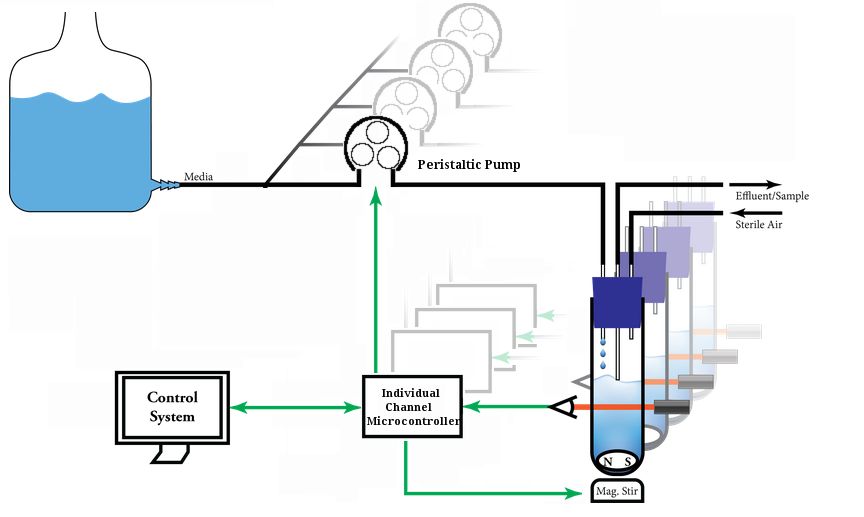 Peristaltic Pump
Media
Effluent/Sample
Sterile Air
Control
System
Individual
Channel
Microcontroller
N S
Mag. Stir